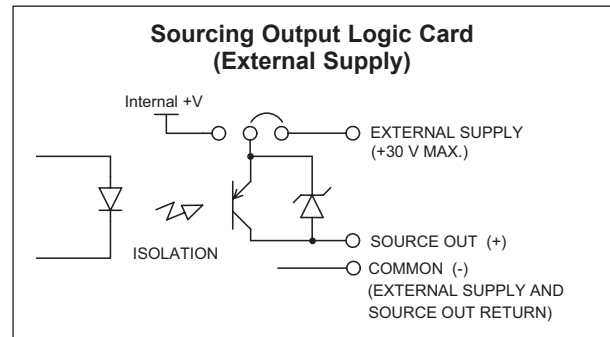 Sourcing Output Logic Card
(External Supply)
Internal +V
EXTERNAL SUPPLY
(+30 V MAX.)
ISOLATION
SOURCE OUT (+)
COMMON (-)
(EXTERNAL SUPPLY AND
SOURCE OUT RETURN)